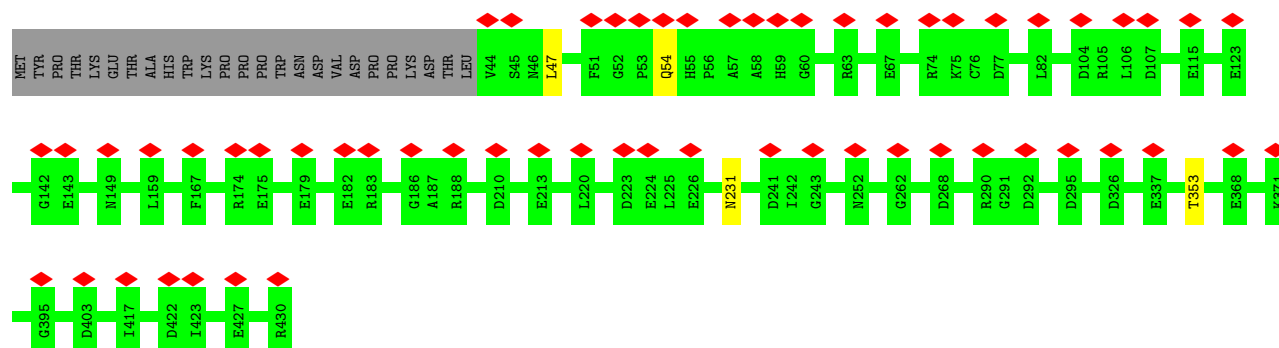 MET TYR PRO THR LYS GLU THR ALA HIS TRP LYS PRO PRO PRO TRP ASN ASP VAL ASP PRO PRO LYS ASP THR LEU V44 S45 N46 L47 F51 G52 P53 Q54 H55 P56 A57 A58 H59 G60 R63 E67 R74 K75 C76 D77 L82 D104 R105 L106 D107 E115 E123
G142 E143 N149 L159 F167 R174 E175 E179 E182 R183 G186 A187 R188 D210 E213 L220 D223 E224 L225 E226 N231 D241 I242 G243 N252 G262 D268 R290 G291 D292 D295 D326 E337 T353 E368 K371
G395 D403 I417 D422 I423 E427 R430